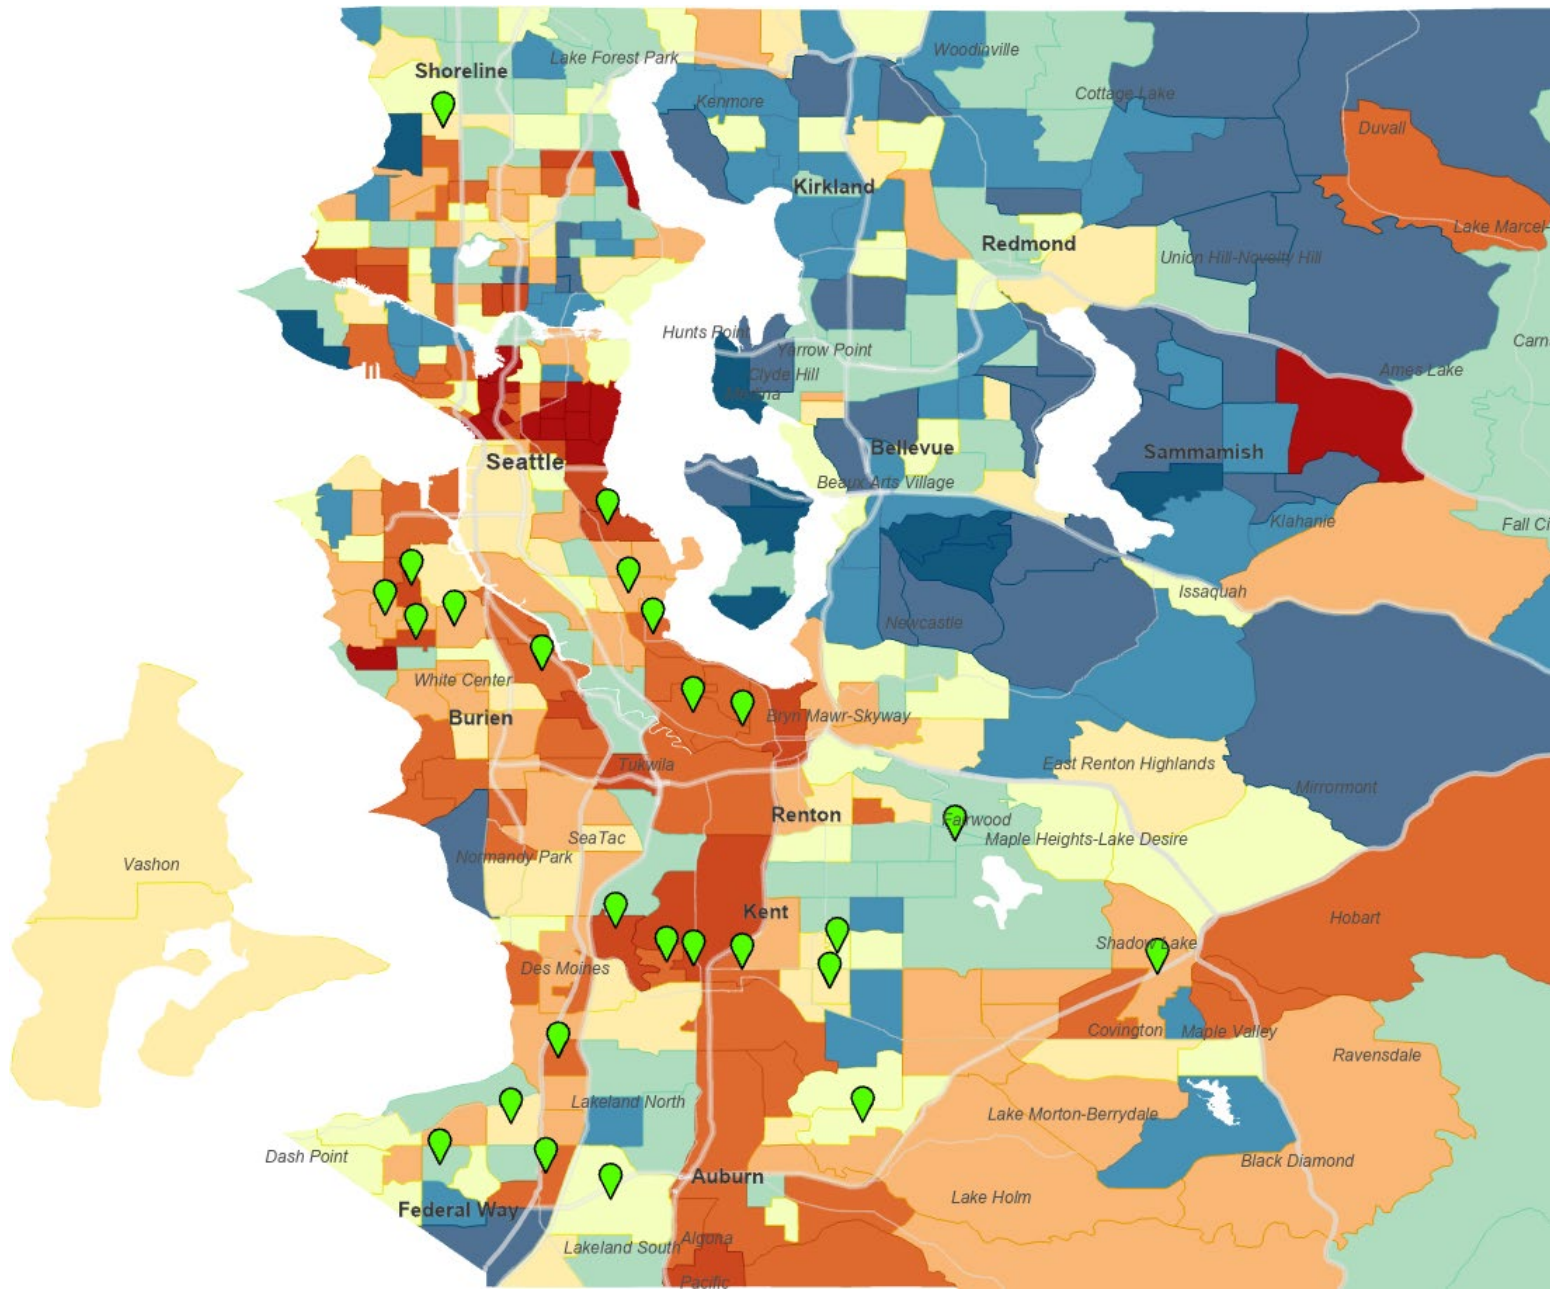 Woodinville
Lake Forest Park
Shoreline
Cottage Lake
Kenmore
Duvall
Kirkland
Lake Marcel-
Redmond
Union Hill-Novelty Hill
Hunts Point
Yarrow Point
Clyde Hill
Medina
Ames Lake
Bellevue
Sammamish
Seattle
Beaux Arts Village
Klahanie
Issaquah
Newcastle
White Center
Burien
Bryn Mawr-Skyway
Tukwila
East Renton Highlands
Mirrormont
Renton
Fairwood
SeaTac
Maple Heights-Lake Desire
Normandy Park
Vashon
Kent
Hobart
Shadow Lake
Des Moines
Covington
Maple Valley
Ravensdale
Lakeland North
Lake Morton-Berrydale
Dash Point
Black Diamond
Auburn
Lake Holm
Federal Way
Algona
Lakeland South
Pacific